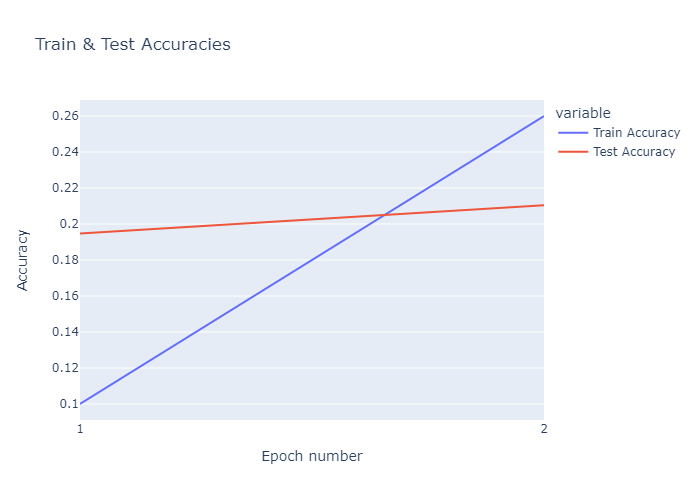 Train & Test Accuracies
variable
Train Accuracy
Test Accuracy
Accuracy
0.26
0.24
0.22
0.2
0.18
0.16
0.14
0.12
0.1
1
2
Epoch number